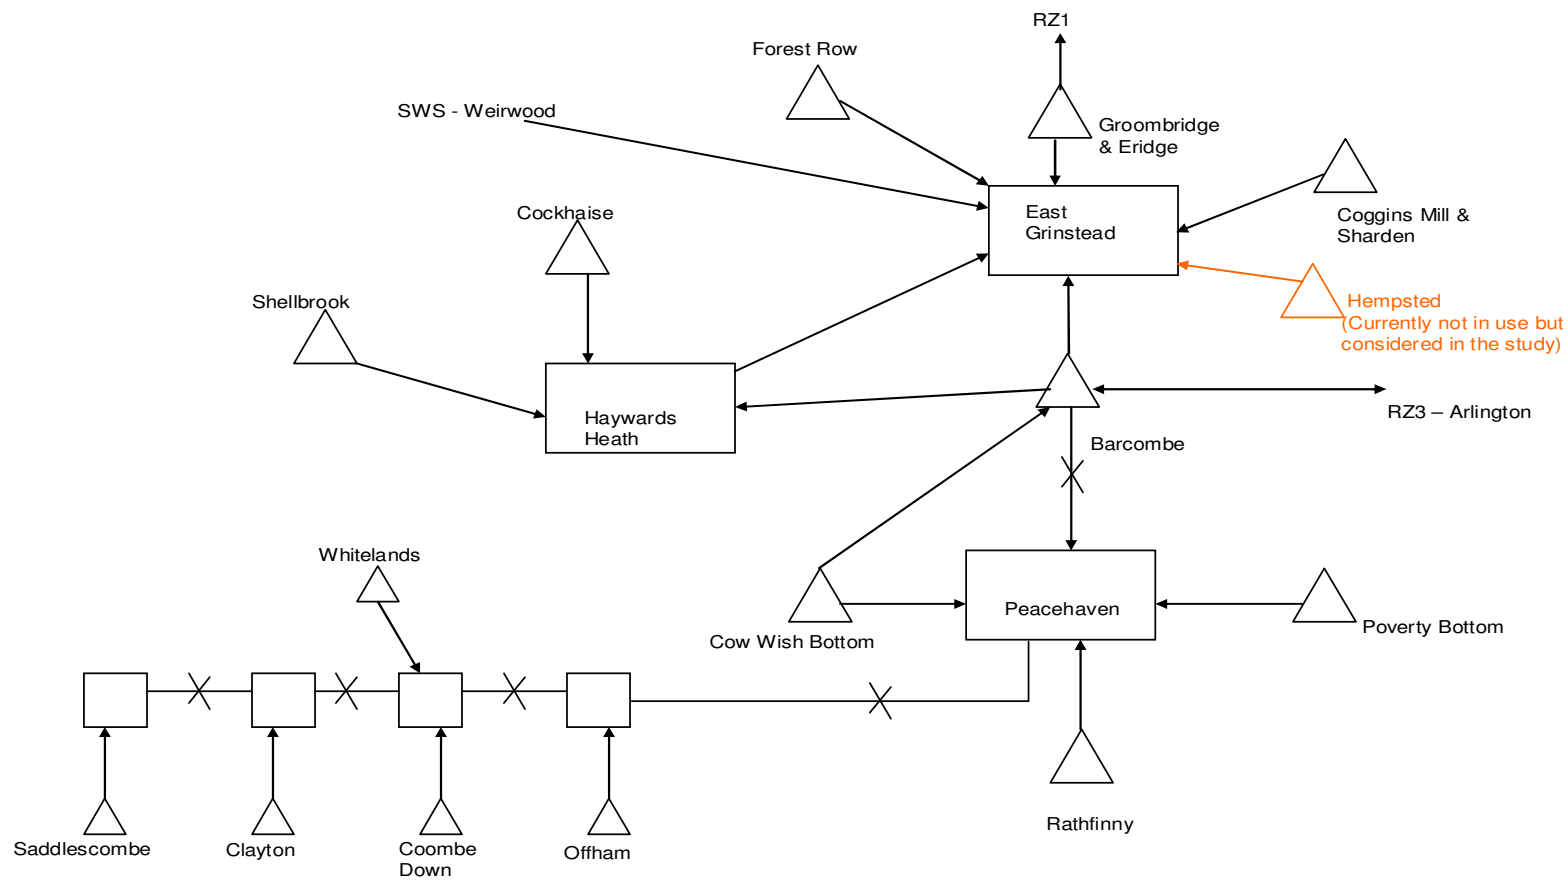 RZ1
Forest Row
SWS - Weirwood
Groombridge
& Eridge
Cockhaise
East
Grinstead
Coggins Mill &
Sharden
Shellbrook
Hempsted
(Currently not in use but
considered in the study)
Haywards
Heath
RZ3 – Arlington
Barcombe
Whitelands
Peacehaven
Cow Wish Bottom
Poverty Bottom
Rathfinny
Saddlescombe
Clayton
Coombe
Down
Offham